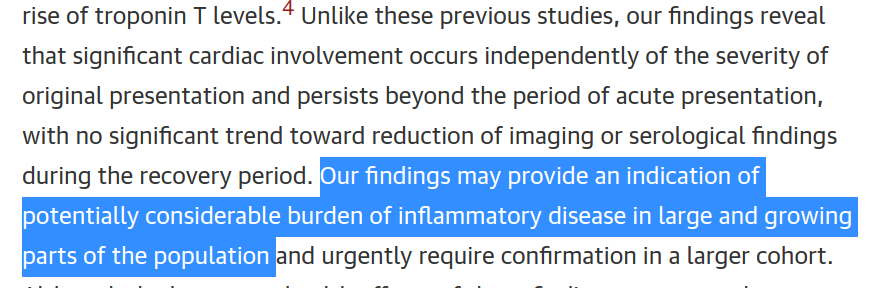 rise of troponin T levels.4 Unlike these previous studies, our findings reveal
that significant cardiac involvement occurs independently of the severity of
original presentation and persists beyond the period of acute presentation,
with no significant trend toward reduction of imaging or serological findings
during the recovery period. Our findings may provide an indication of
potentially considerable burden of inflammatory disease in large and growing
parts of the population and urgently require confirmation in a larger cohort.